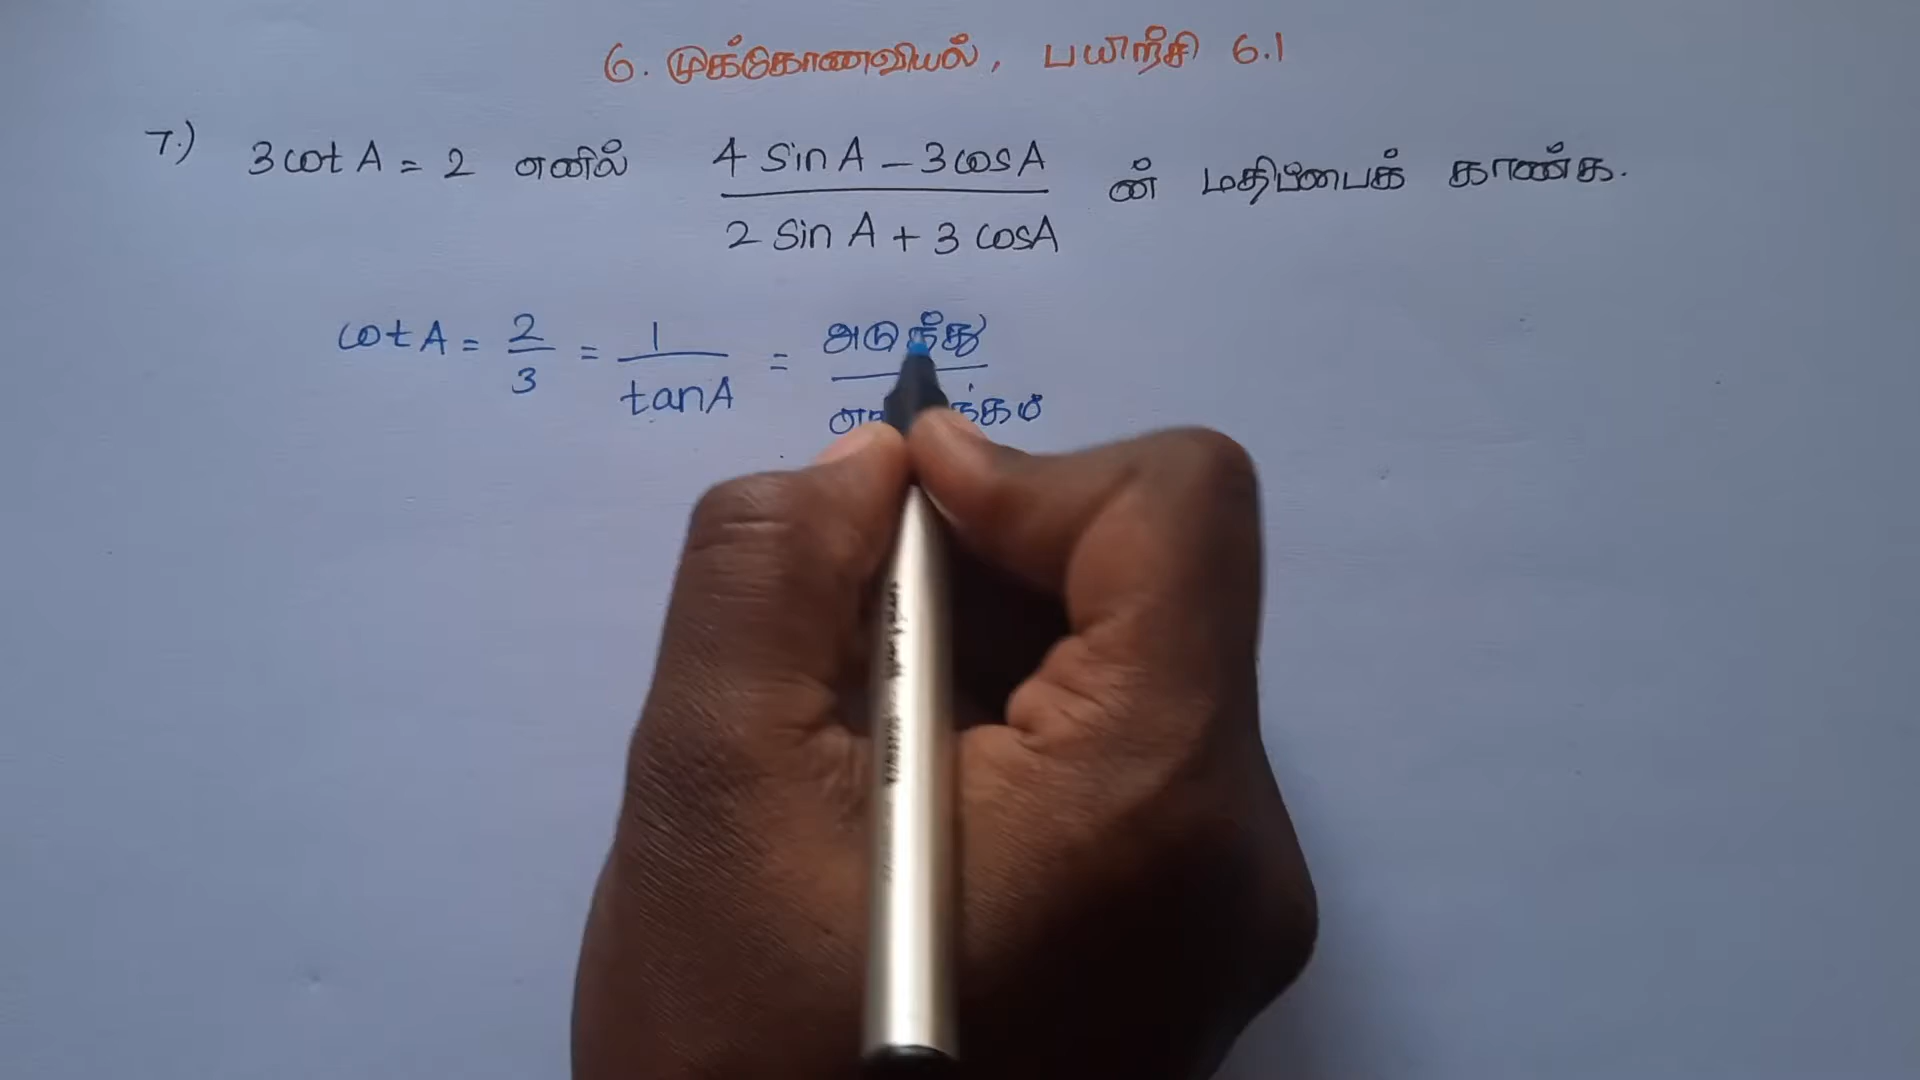 6. முக்கோணவியல், பயிற்சி 6.1
7.) 3 cot A = 2 எனில் (4 sin A - 3 cos A) / (2 sin A + 3 cos A) ன் மதிப்பைக் காண்க.
cot A = 2/3 = 1/tan A = அடுத்து